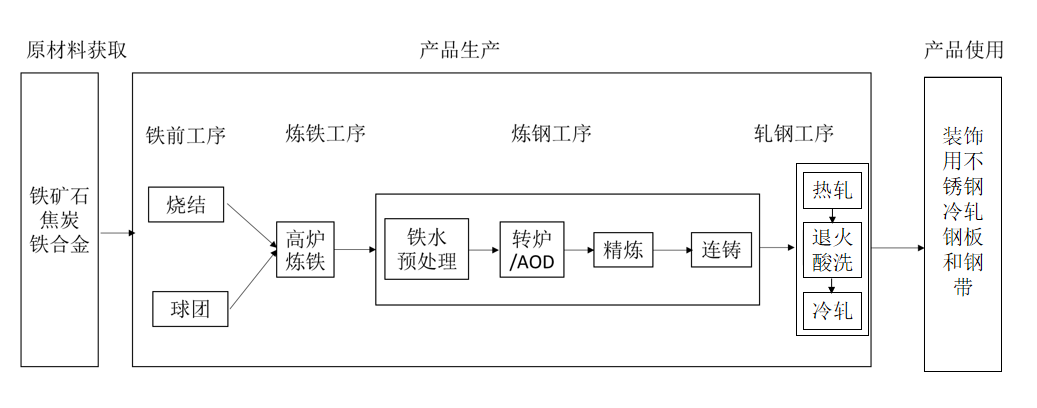 原材料获取
产品生产
产品使用
铁前工序
炼铁工序
炼钢工序
轧钢工序
铁矿石
焦炭
铁合金
烧结
球团
高炉
炼铁
铁水
预处理
转炉
/AOD
精炼
连铸
热轧
退火
酸洗
冷轧
装饰
用不
锈钢
冷轧
钢板
和钢
带